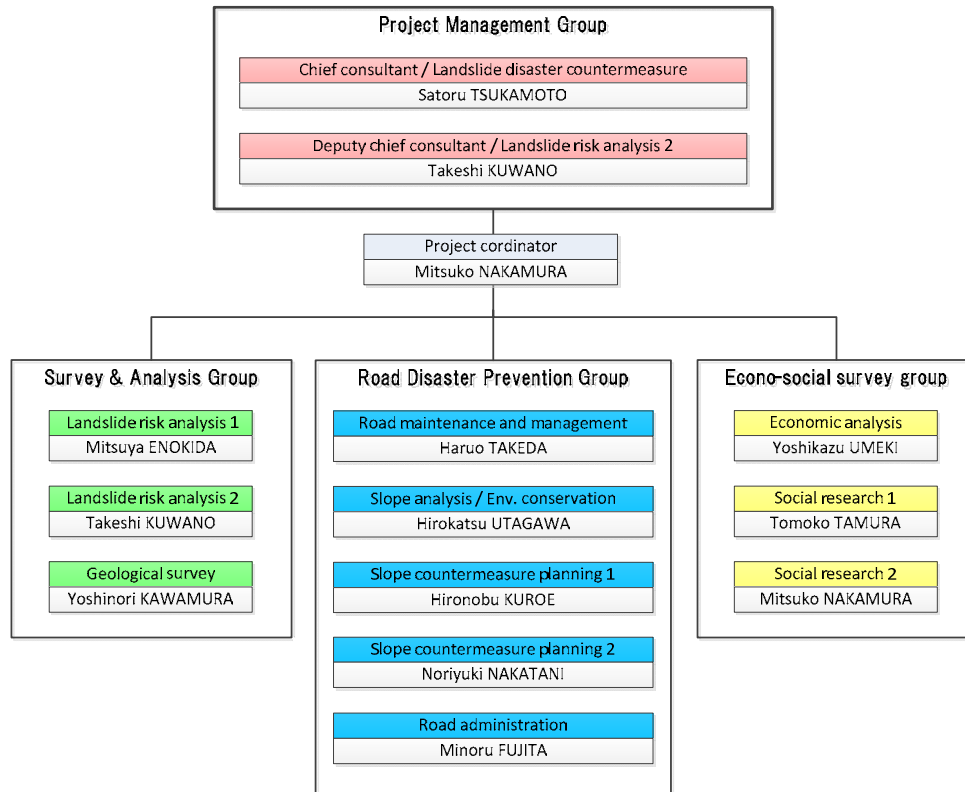 Project Management Group
Chief consultant / Landslide disaster countermeasure
Satoru TSUKAMOTO
Deputy chief consultant / Landslide risk analysis 2
Takeshi KUWANO
Project cordinator
Mitsuko NAKAMURA
Survey & Analysis Group
Landslide risk analysis 1
Mitsuya ENOKIDA
Landslide risk analysis 2
Takeshi KUWANO
Geological survey
Yoshinori KAWAMURA
Road Disaster Prevention Group
Road maintenance and management
Haruo TAKEDA
Slope analysis / Env. conservation
Hirokatsu UTAGAWA
Slope countermeasure planning 1
Hironobu KUROE
Slope countermeasure planning 2
Noriyuki NAKATANI
Road administration
Minoru FUJITA
Econo-social survey group
Economic analysis
Yoshikazu UMEKI
Social research 1
Tomoko TAMURA
Social research 2
Mitsuko NAKAMURA